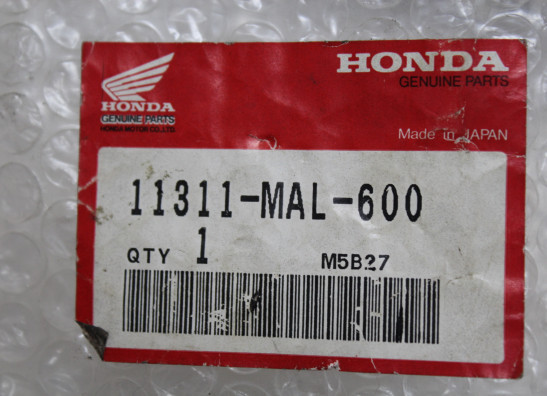 HONDA
GENUINE PARTS
HONDA
GENUINE PARTS
HONDA MOTOR CO.,LTD.
Made in JAPAN
11311-MAL-600
QTY 1 M5B27